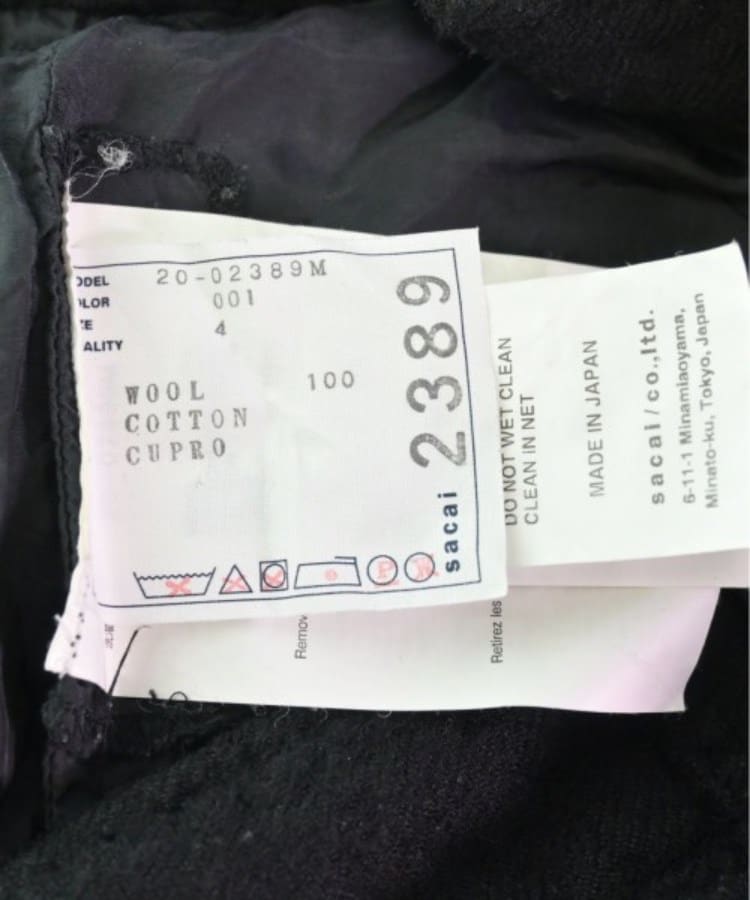 ODEL 20-02389M
OLOR 001
ZE 4
ALITY
WOOL 100
COTTON
CUPRO
2389
sacai
P
W
DO NOT WET CLEAN
CLEAN IN NET
MADE IN JAPAN
sacai/co.,ltd.
6-11-1 Minamiaoyama,
Minato-ku, Tokyo, Japan
Remov
Retirez les